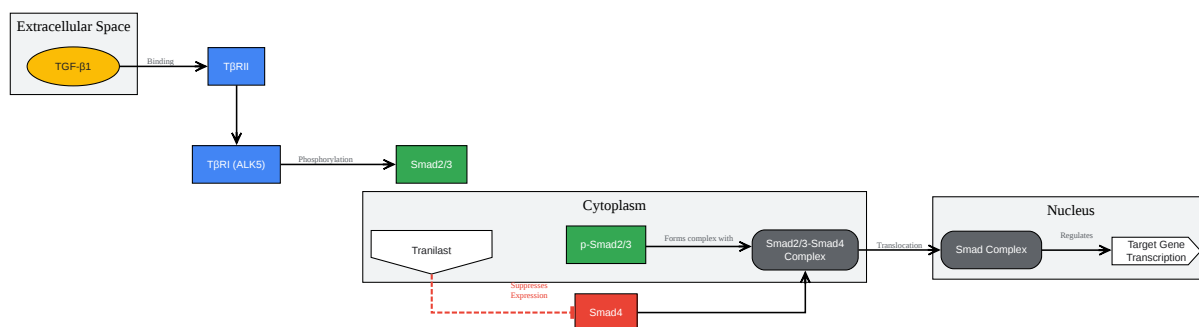 Extracellular Space
TGF-β1
Binding
TβRII
TβRI (ALK5)
Phosphorylation
Smad2/3
Cytoplasm
Tranilast
p-Smad2/3
Forms complex with
Smad2/3-Smad4
Complex
Translocation
Nucleus
Smad Complex
Regulates
Target Gene
Transcription
Suppresses
Expression
Smad4